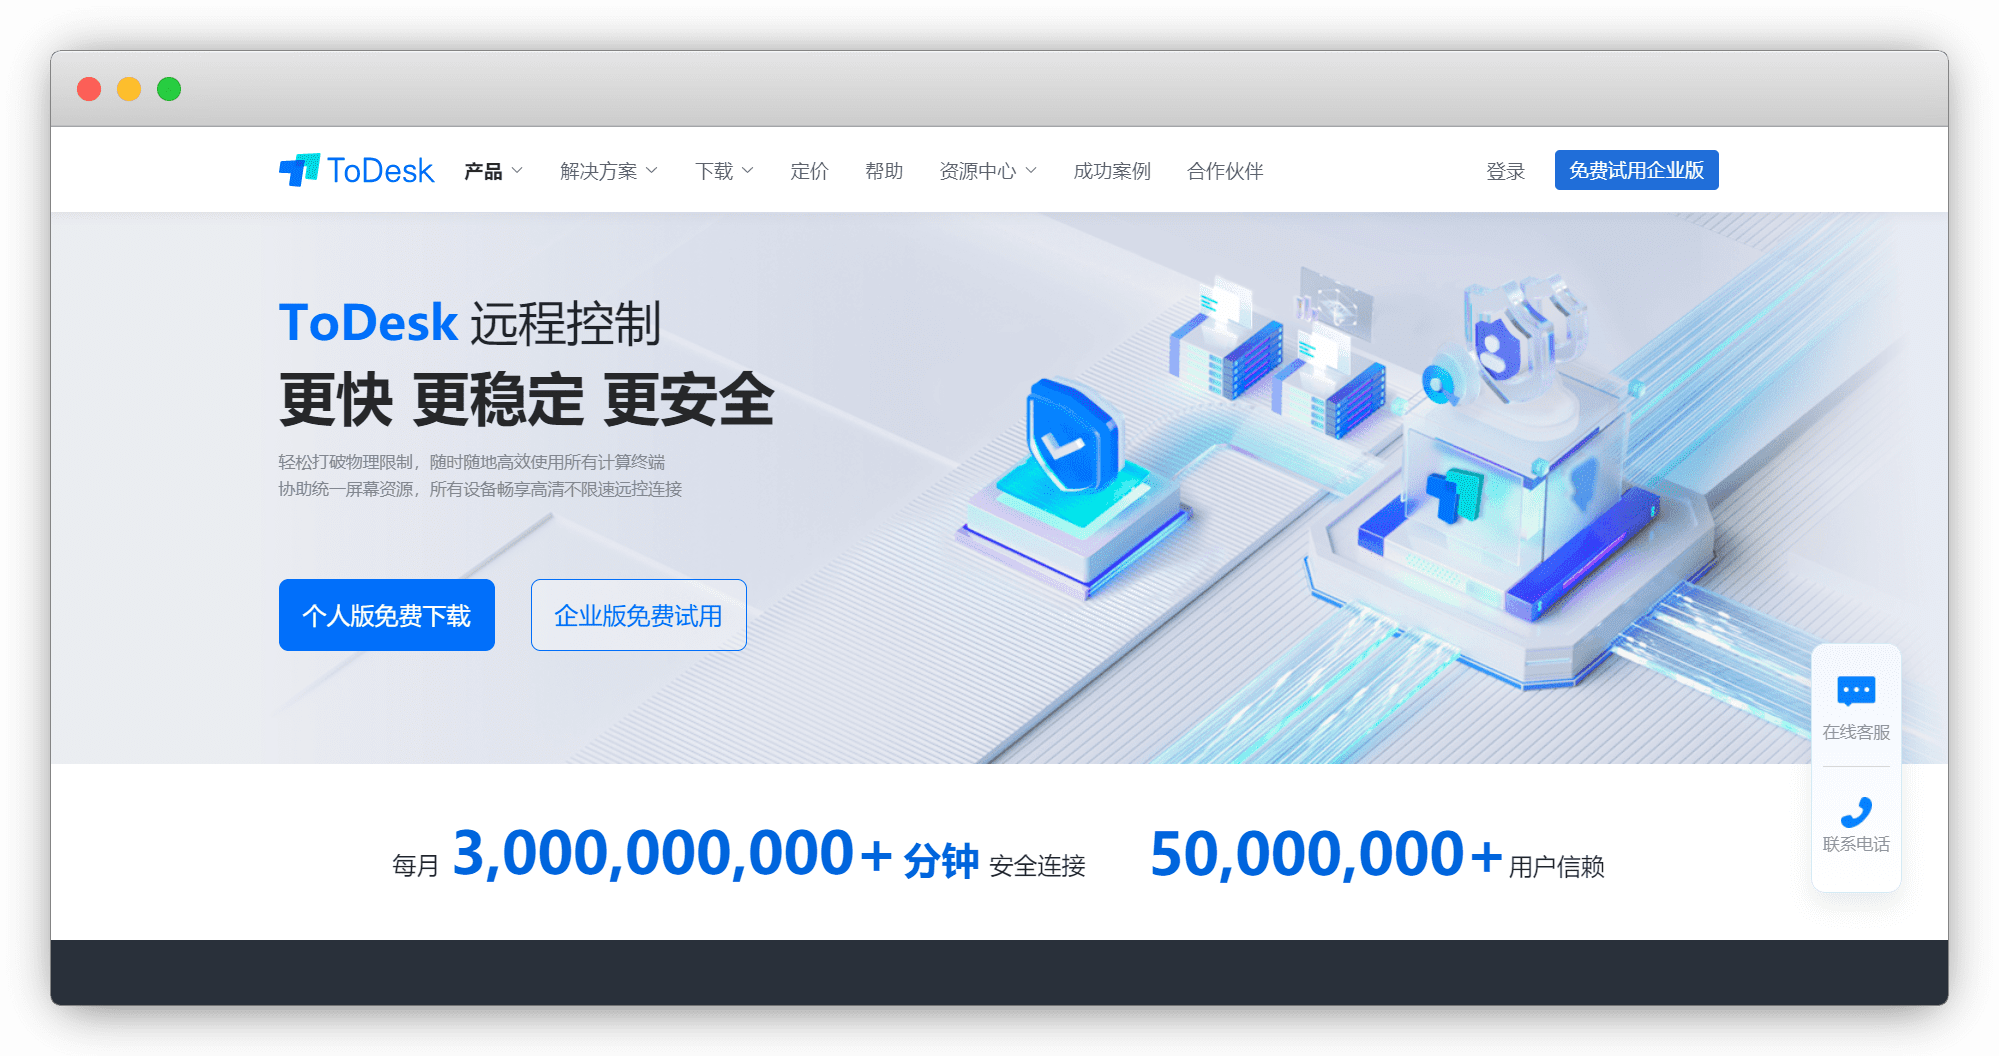 ToDesk 产品 解决方案 下载 定价 帮助 资源中心 成功案例 合作伙伴 登录 免费试用企业版
ToDesk 远程控制
更快 更稳定 更安全
轻松打破物理限制，随时随地高效使用所有计算终端
协助统一屏幕资源，所有设备畅享高清不限速远控连接
个人版免费下载 企业版免费试用
在线客服
联系电话
每月 3,000,000,000+ 分钟 安全连接 50,000,000+ 用户信赖